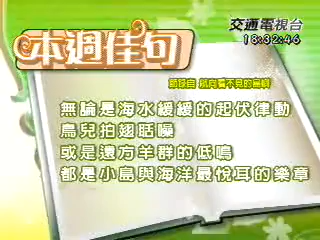 交通電視台
18:32:46
本週佳句
節錄自 航向看不見的島嶼
無論是海水緩緩的起伏律動
鳥兒拍翅聒噪
或是遠方羊群的低鳴
都是小島與海洋最悅耳的樂章